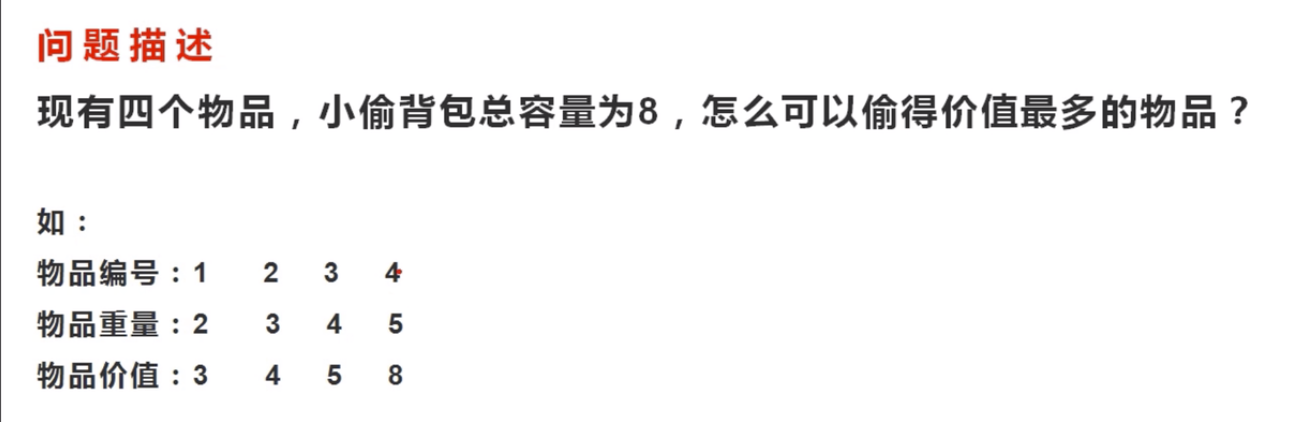 问题描述
现有四个物品，小偷背包总容量为8，怎么可以偷得价值最多的物品？
如：
物品编号：1 2 3 4
物品重量：2 3 4 5
物品价值：3 4 5 8